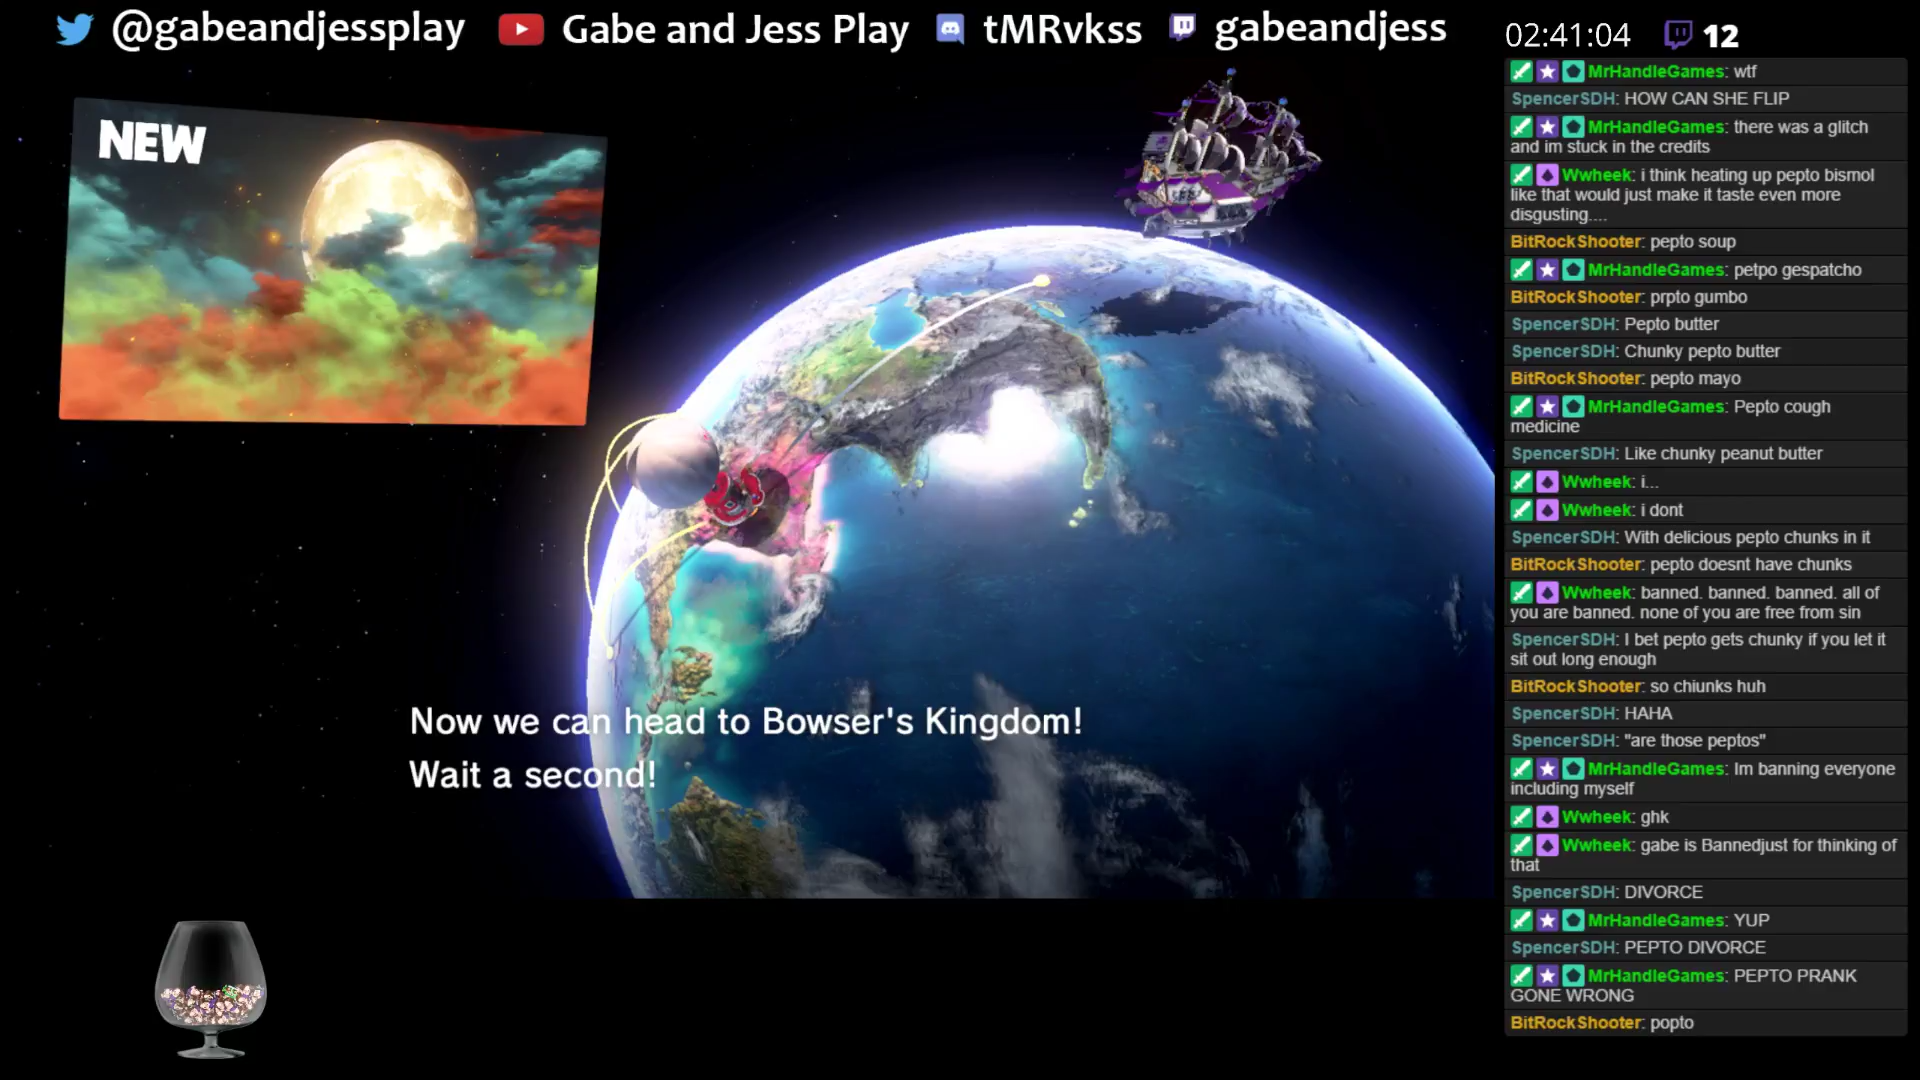 @gabeandjessplay Gabe and Jess Play tMRvkss gabeandjess
02:41:04 12
NEW
Now we can head to Bowser's Kingdom!
Wait a second!
MrHandleGames: wtf
SpencerSDH: HOW CAN SHE FLIP
MrHandleGames: there was a glitch
and im stuck in the credits
Wwheek: i think heating up pepto bismol
like that would just make it taste even more
disgusting....
BitRockShooter: pepto soup
MrHandleGames: petpo gespatcho
BitRockShooter: prpto gumbo
SpencerSDH: Pepto butter
SpencerSDH: Chunky pepto butter
BitRockShooter: pepto mayo
MrHandleGames: Pepto cough
medicine
SpencerSDH: Like chunky peanut butter
Wwheek: i...
Wwheek: i dont
SpencerSDH: With delicious pepto chunks in it
BitRockShooter: pepto doesnt have chunks
Wwheek: banned. banned. banned. all of
you are banned. none of you are free from sin
SpencerSDH: I bet pepto gets chunky if you let it
sit out long enough
BitRockShooter: so chiunks huh
SpencerSDH: HAHA
SpencerSDH: "are those peptos"
MrHandleGames: Im banning everyone
including myself
Wwheek: ghk
Wwheek: gabe is Bannedjust for thinking of
that
SpencerSDH: DIVORCE
MrHandleGames: YUP
SpencerSDH: PEPTO DIVORCE
MrHandleGames: PEPTO PRANK
GONE WRONG
BitRockShooter: popto